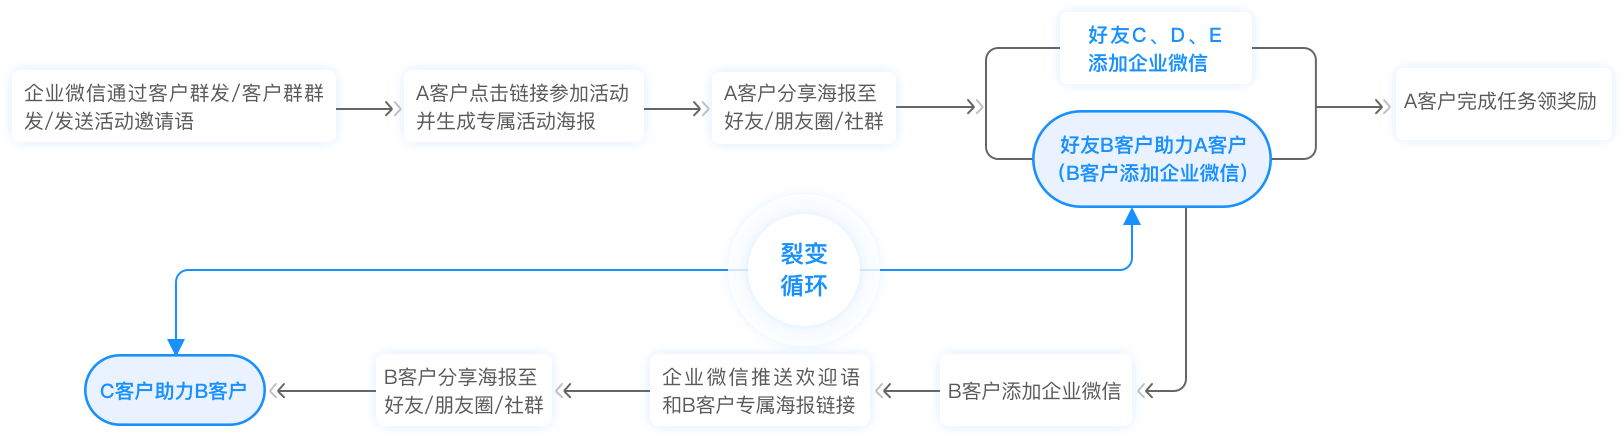 企业微信通过客户群发/客户群群
发/发送活动邀请语
A客户点击链接参加活动
并生成专属活动海报
A客户分享海报至
好友/朋友圈/社群
好友C、D、E
添加企业微信
好友B客户助力A客户
(B客户添加企业微信)
A客户完成任务领奖励
裂变
循环
C客户助力B客户
B客户分享海报至
好友/朋友圈/社群
企业微信推送欢迎语
和B客户专属海报链接
B客户添加企业微信